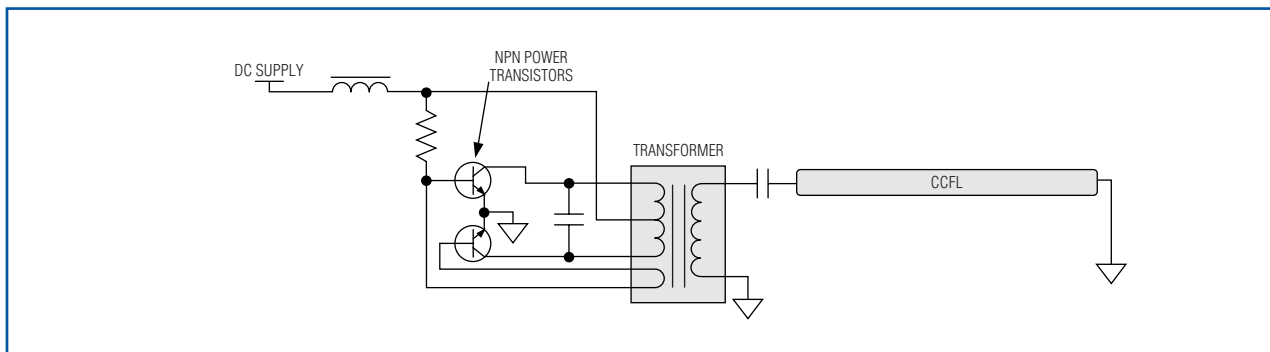 DC SUPPLY
NPN POWER
TRANSISTORS
TRANSFORMER
CCFL